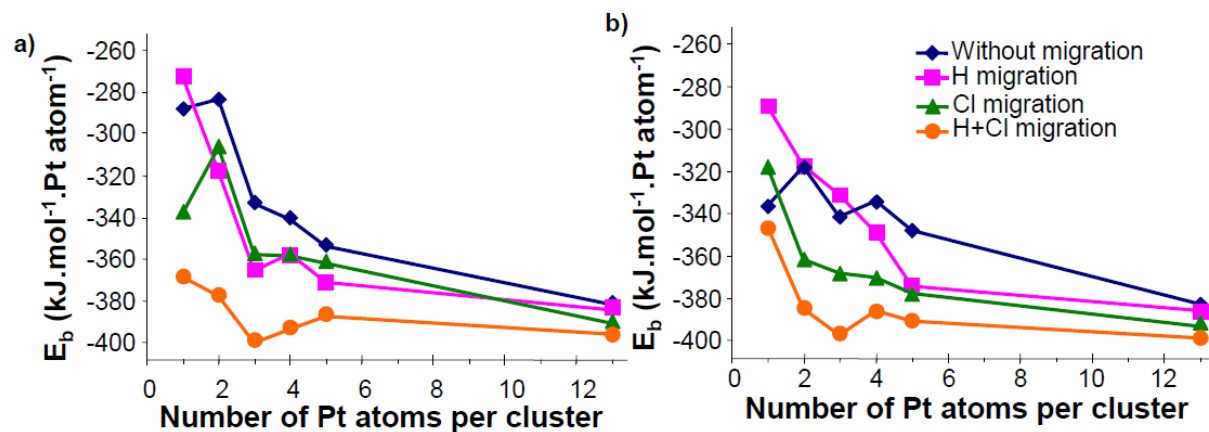 a)
E_b (kJ.mol⁻¹.Pt atom⁻¹)
-260
-280
-300
-320
-340
-360
-380
-400
0 2 4 6 8 10 12
Number of Pt atoms per cluster
b)
E_b (kJ.mol⁻¹.Pt atom⁻¹)
-260
-280
-300
-320
-340
-360
-380
-400
0 2 4 6 8 10 12
Number of Pt atoms per cluster
Without migration
H migration
Cl migration
H+Cl migration